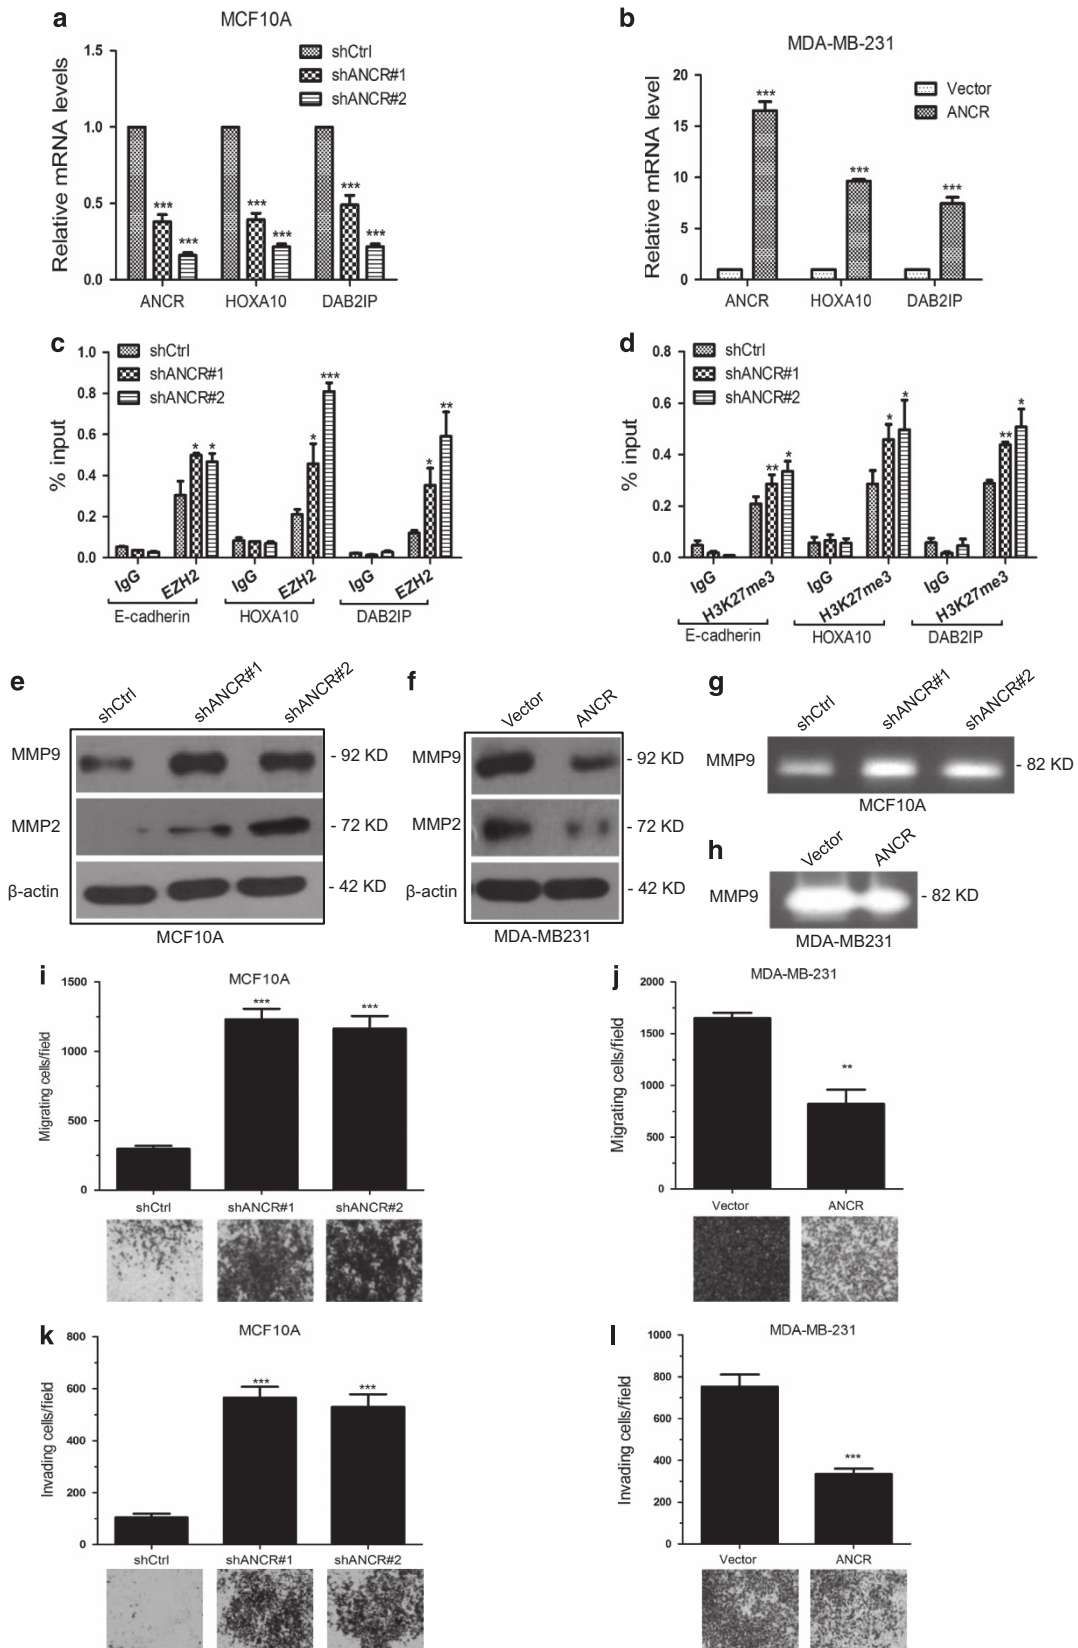 a
MCF10A
shCtrl
shANCR#1
shANCR#2
Relative mRNA levels
1.5
1.0
0.5
0.0
***
***
***
***
***
***
ANCR
HOXA10
DAB2IP
b
MDA-MB-231
Vector
ANCR
Relative mRNA level
20
15
10
5
0
***
***
***
ANCR
HOXA10
DAB2IP
c
shCtrl
shANCR#1
shANCR#2
% input
1.0
0.8
0.6
0.4
0.2
0.0
*
*
*
***
*
**
IgG
EZH2
IgG
EZH2
IgG
EZH2
E-cadherin
HOXA10
DAB2IP
d
shCtrl
shANCR#1
shANCR#2
% input
0.8
0.6
0.4
0.2
0.0
**
*
*
*
**
*
IgG
H3K27me3
IgG
H3K27me3
IgG
H3K27me3
E-cadherin
HOXA10
DAB2IP
e
shCtrl
shANCR#1
shANCR#2
MMP9
- 92 KD
MMP2
- 72 KD
β-actin
- 42 KD
MCF10A
f
Vector
ANCR
MMP9
- 92 KD
MMP2
- 72 KD
β-actin
- 42 KD
MDA-MB231
g
shCtrl
shANCR#1
shANCR#2
MMP9
- 82 KD
MCF10A
h
Vector
ANCR
MMP9
- 82 KD
MDA-MB231
i
MCF10A
Migrating cells/field
1500
1000
500
0
***
***
shCtrl
shANCR#1
shANCR#2
j
MDA-MB-231
Migrating cells/field
2000
1500
1000
500
0
**
Vector
ANCR
k
MCF10A
Invading cells/field
800
600
400
200
0
***
***
shCtrl
shANCR#1
shANCR#2
l
MDA-MB-231
Invading cells/field
1000
800
600
400
200
0
***
Vector
ANCR